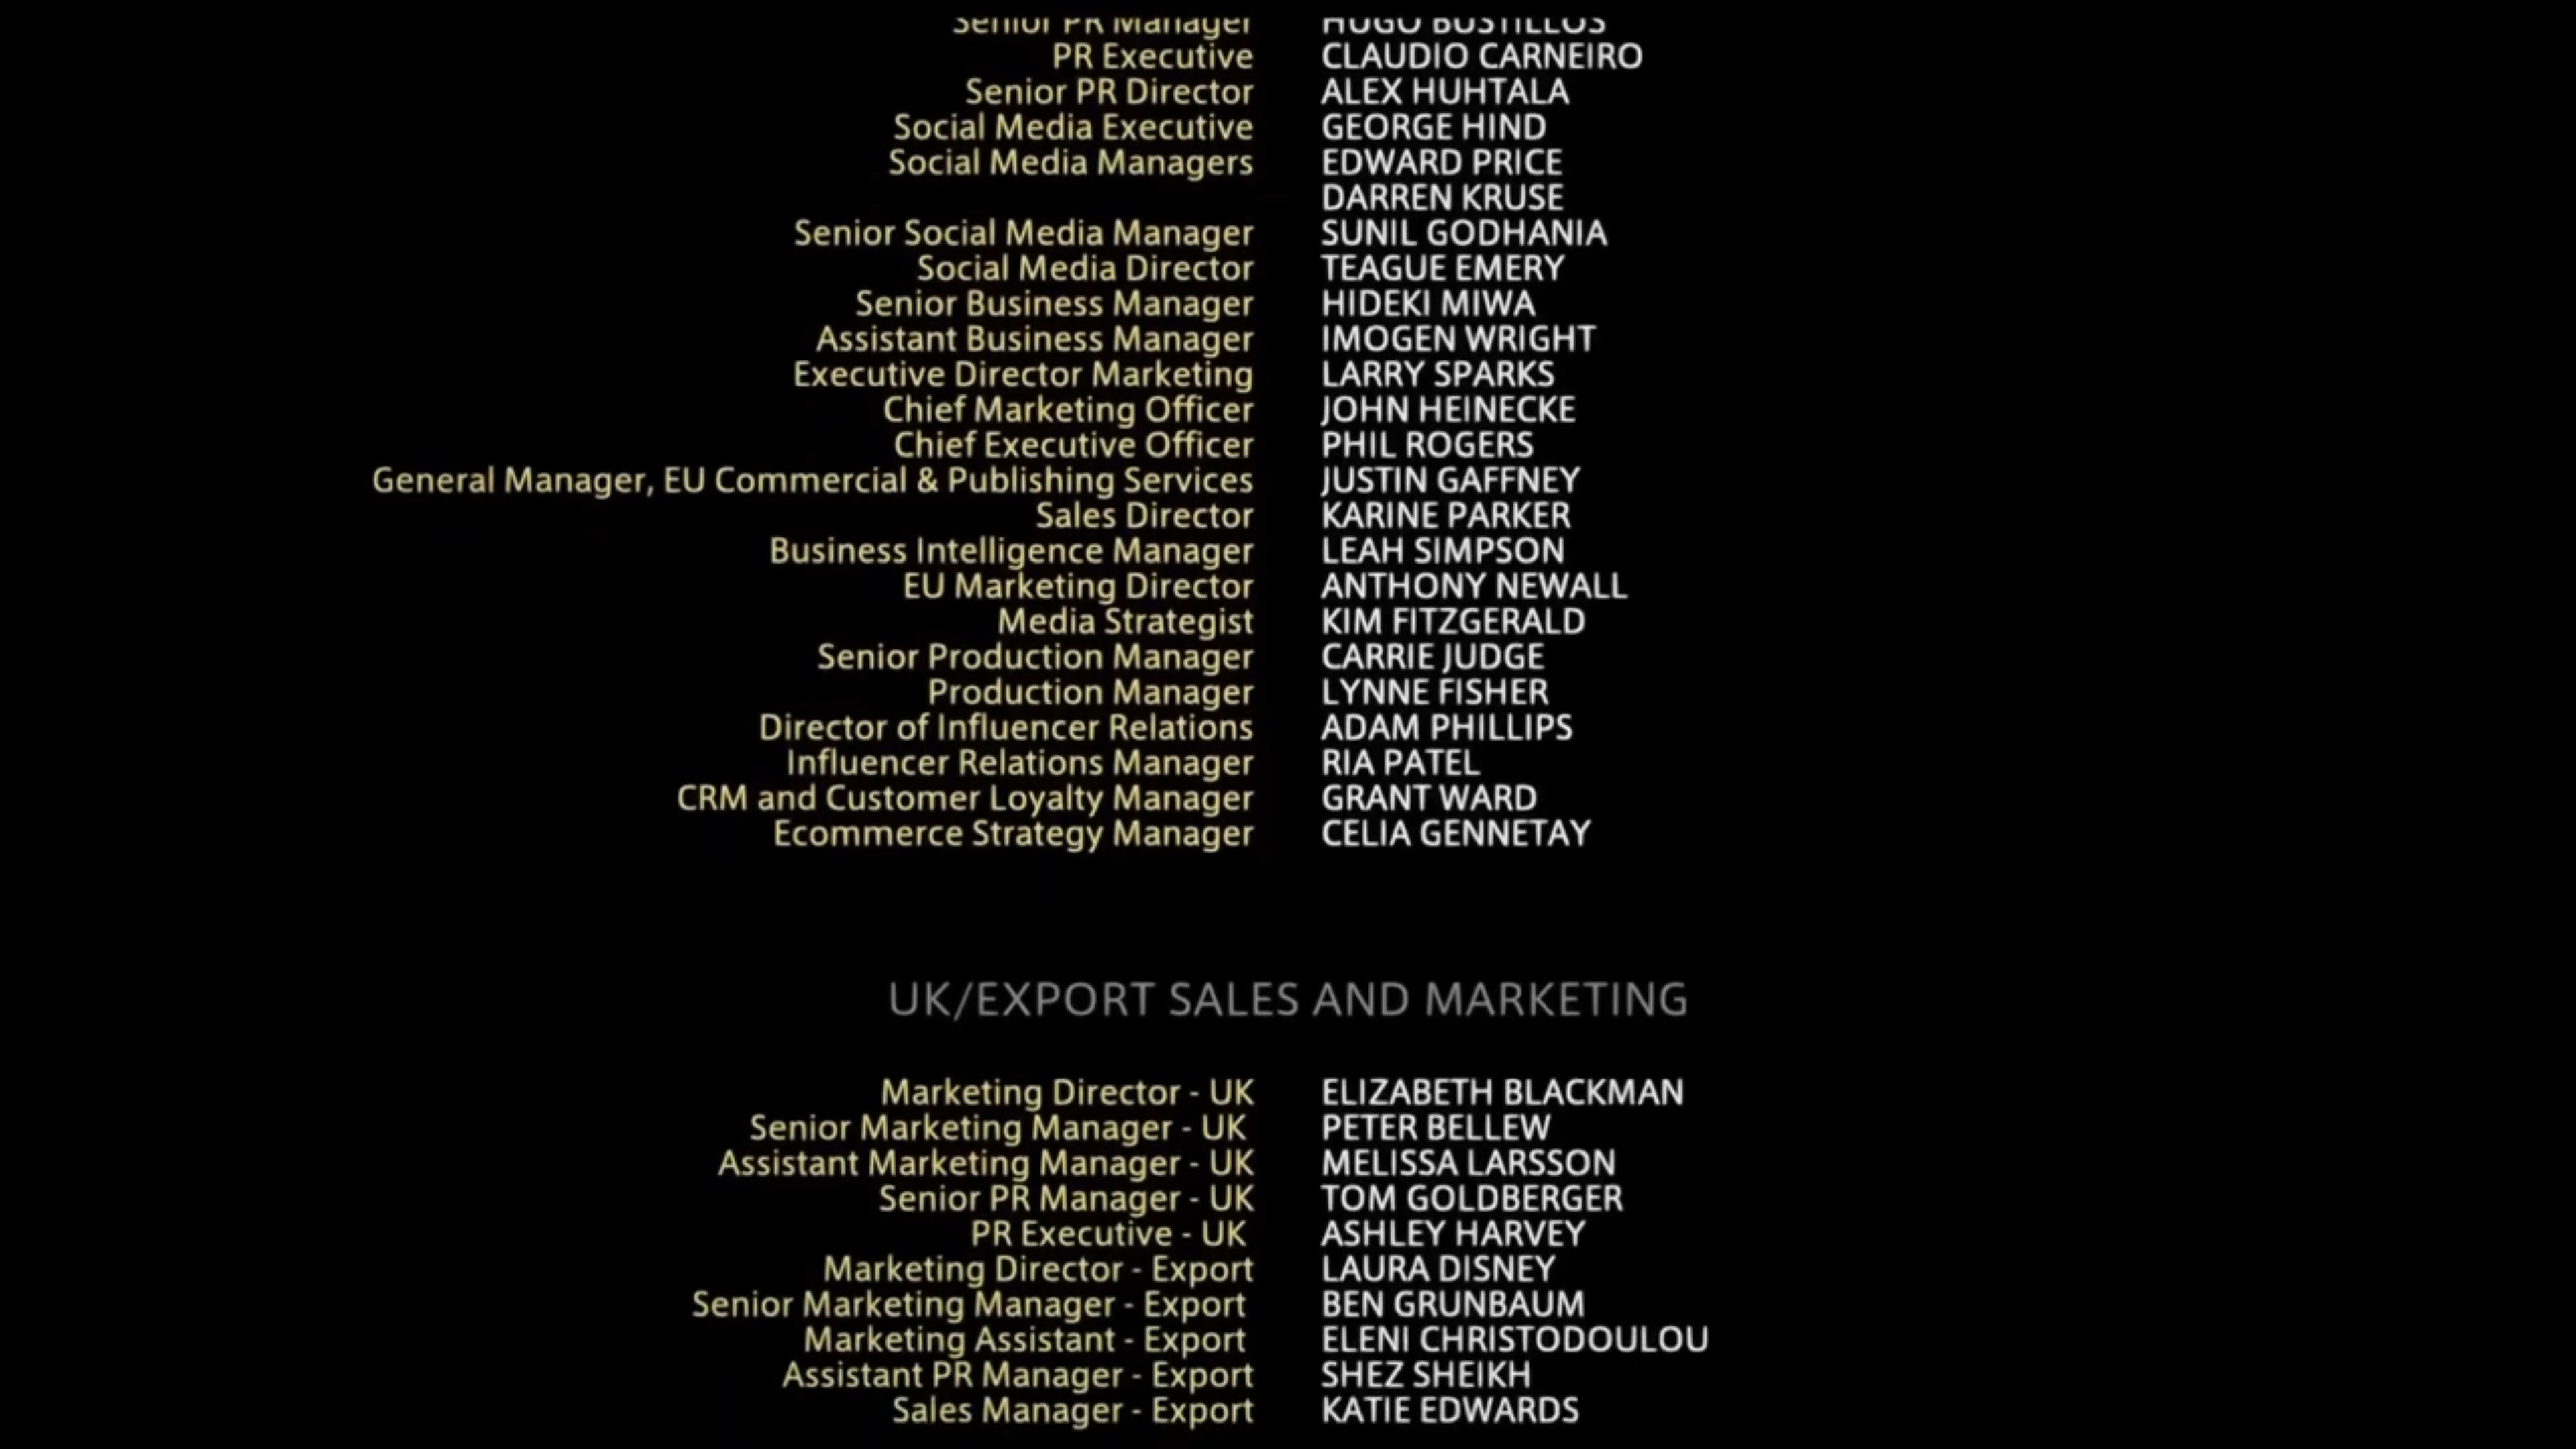 Senior PR Manager HUGO BUSTILLOS
PR Executive CLAUDIO CARNEIRO
Senior PR Director ALEX HUHTALA
Social Media Executive GEORGE HIND
Social Media Managers EDWARD PRICE
DARREN KRUSE
Senior Social Media Manager SUNIL GODHANIA
Social Media Director TEAGUE EMERY
Senior Business Manager HIDEKI MIWA
Assistant Business Manager IMOGEN WRIGHT
Executive Director Marketing LARRY SPARKS
Chief Marketing Officer JOHN HEINECKE
Chief Executive Officer PHIL ROGERS
General Manager, EU Commercial & Publishing Services JUSTIN GAFFNEY
Sales Director KARINE PARKER
Business Intelligence Manager LEAH SIMPSON
EU Marketing Director ANTHONY NEWALL
Media Strategist KIM FITZGERALD
Senior Production Manager CARRIE JUDGE
Production Manager LYNNE FISHER
Director of Influencer Relations ADAM PHILLIPS
Influencer Relations Manager RIA PATEL
CRM and Customer Loyalty Manager GRANT WARD
Ecommerce Strategy Manager CELIA GENNETAY
UK/EXPORT SALES AND MARKETING
Marketing Director - UK ELIZABETH BLACKMAN
Senior Marketing Manager - UK PETER BELLEW
Assistant Marketing Manager - UK MELISSA LARSSON
Senior PR Manager - UK TOM GOLDBERGER
PR Executive - UK ASHLEY HARVEY
Marketing Director - Export LAURA DISNEY
Senior Marketing Manager - Export BEN GRUNBAUM
Marketing Assistant - Export ELENI CHRISTODOULOU
Assistant PR Manager - Export SHEZ SHEIKH
Sales Manager - Export KATIE EDWARDS